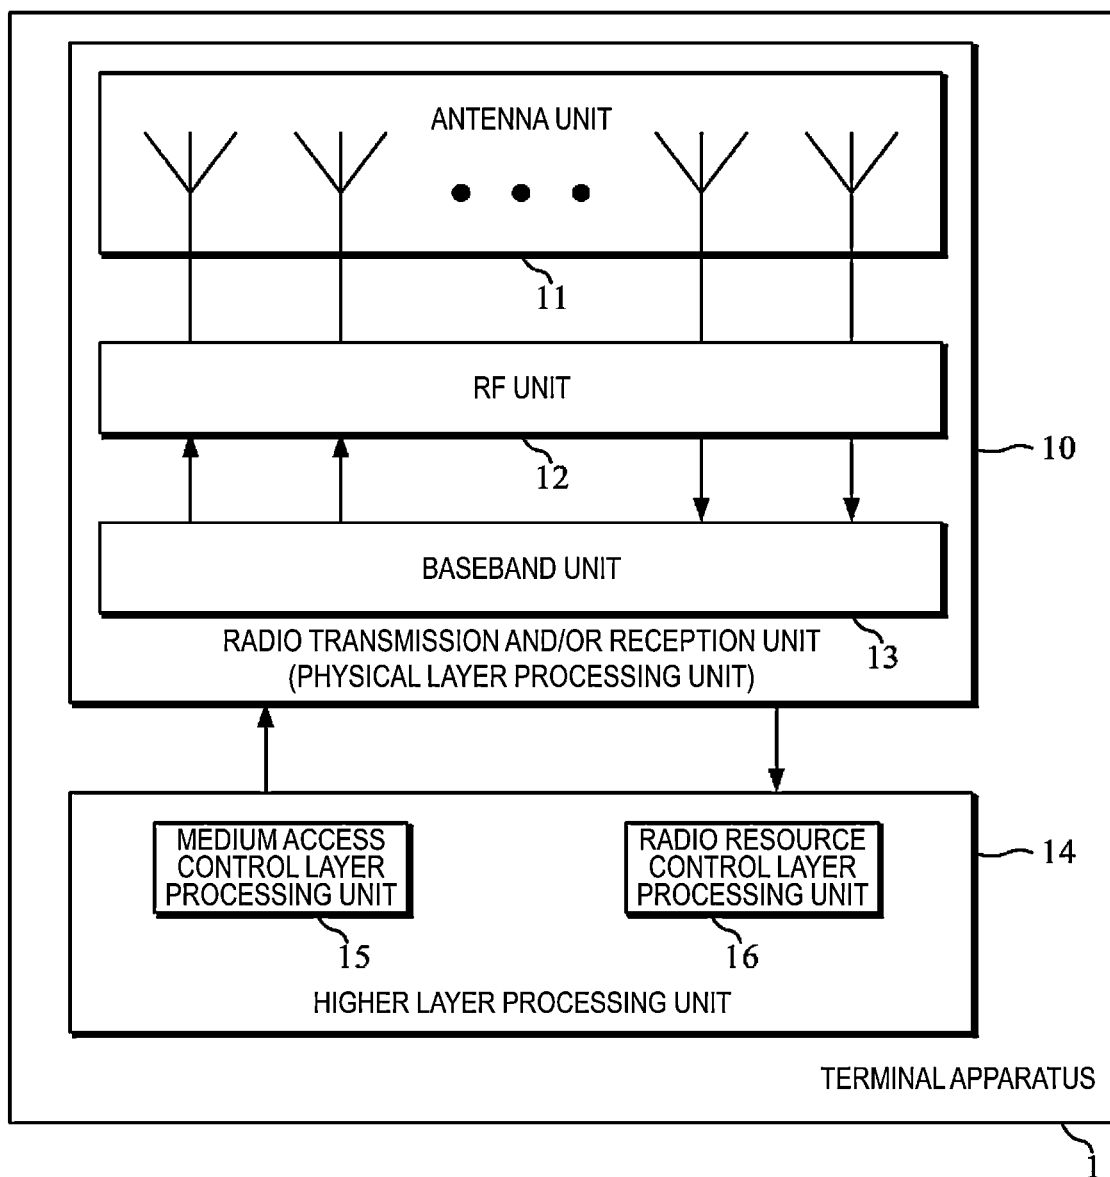 ANTENNA UNIT
11
RF UNIT
12
10
BASEBAND UNIT
13
RADIO TRANSMISSION AND/OR RECEPTION UNIT
(PHYSICAL LAYER PROCESSING UNIT)
MEDIUM ACCESS
CONTROL LAYER
PROCESSING UNIT
15
RADIO RESOURCE
CONTROL LAYER
PROCESSING UNIT
16
14
HIGHER LAYER PROCESSING UNIT
TERMINAL APPARATUS
1